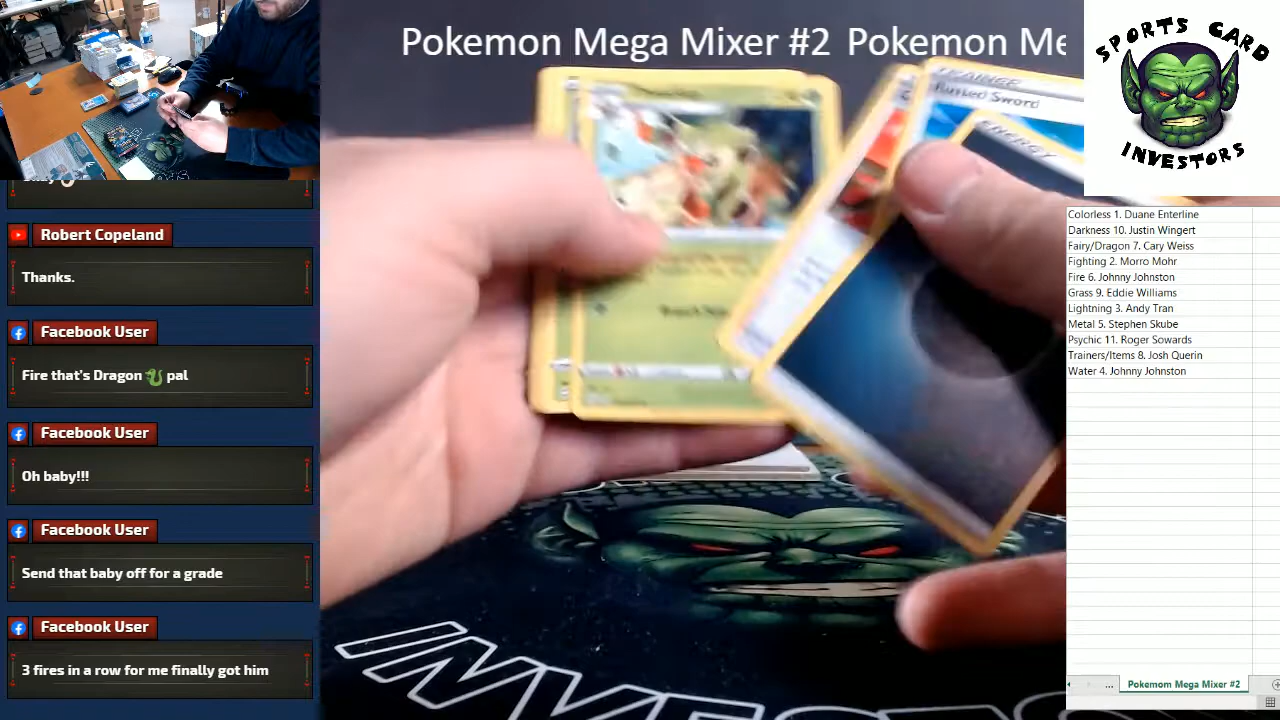 Pokemon Mega Mixer #2 Pokemon Me
SPORTS CARD
INVESTORS
Robert Copeland
Thanks.
Facebook User
Fire that's Dragon 🐉 pal
Facebook User
Oh baby!!!
Facebook User
Send that baby off for a grade
Facebook User
3 fires in a row for me finally got him
Rusted Sword
ENERGY
Colorless 1. Duane Enterline
Darkness 10. Justin Wingert
Fairy/Dragon 7. Cary Weiss
Fighting 2. Morro Mohr
Fire 6. Johnny Johnston
Grass 9. Eddie Williams
Lightning 3. Andy Tran
Metal 5. Stephen Skube
Psychic 11. Roger Sowards
Trainers/Items 8. Josh Querin
Water 4. Johnny Johnston
... Pokemom Mega Mixer #2